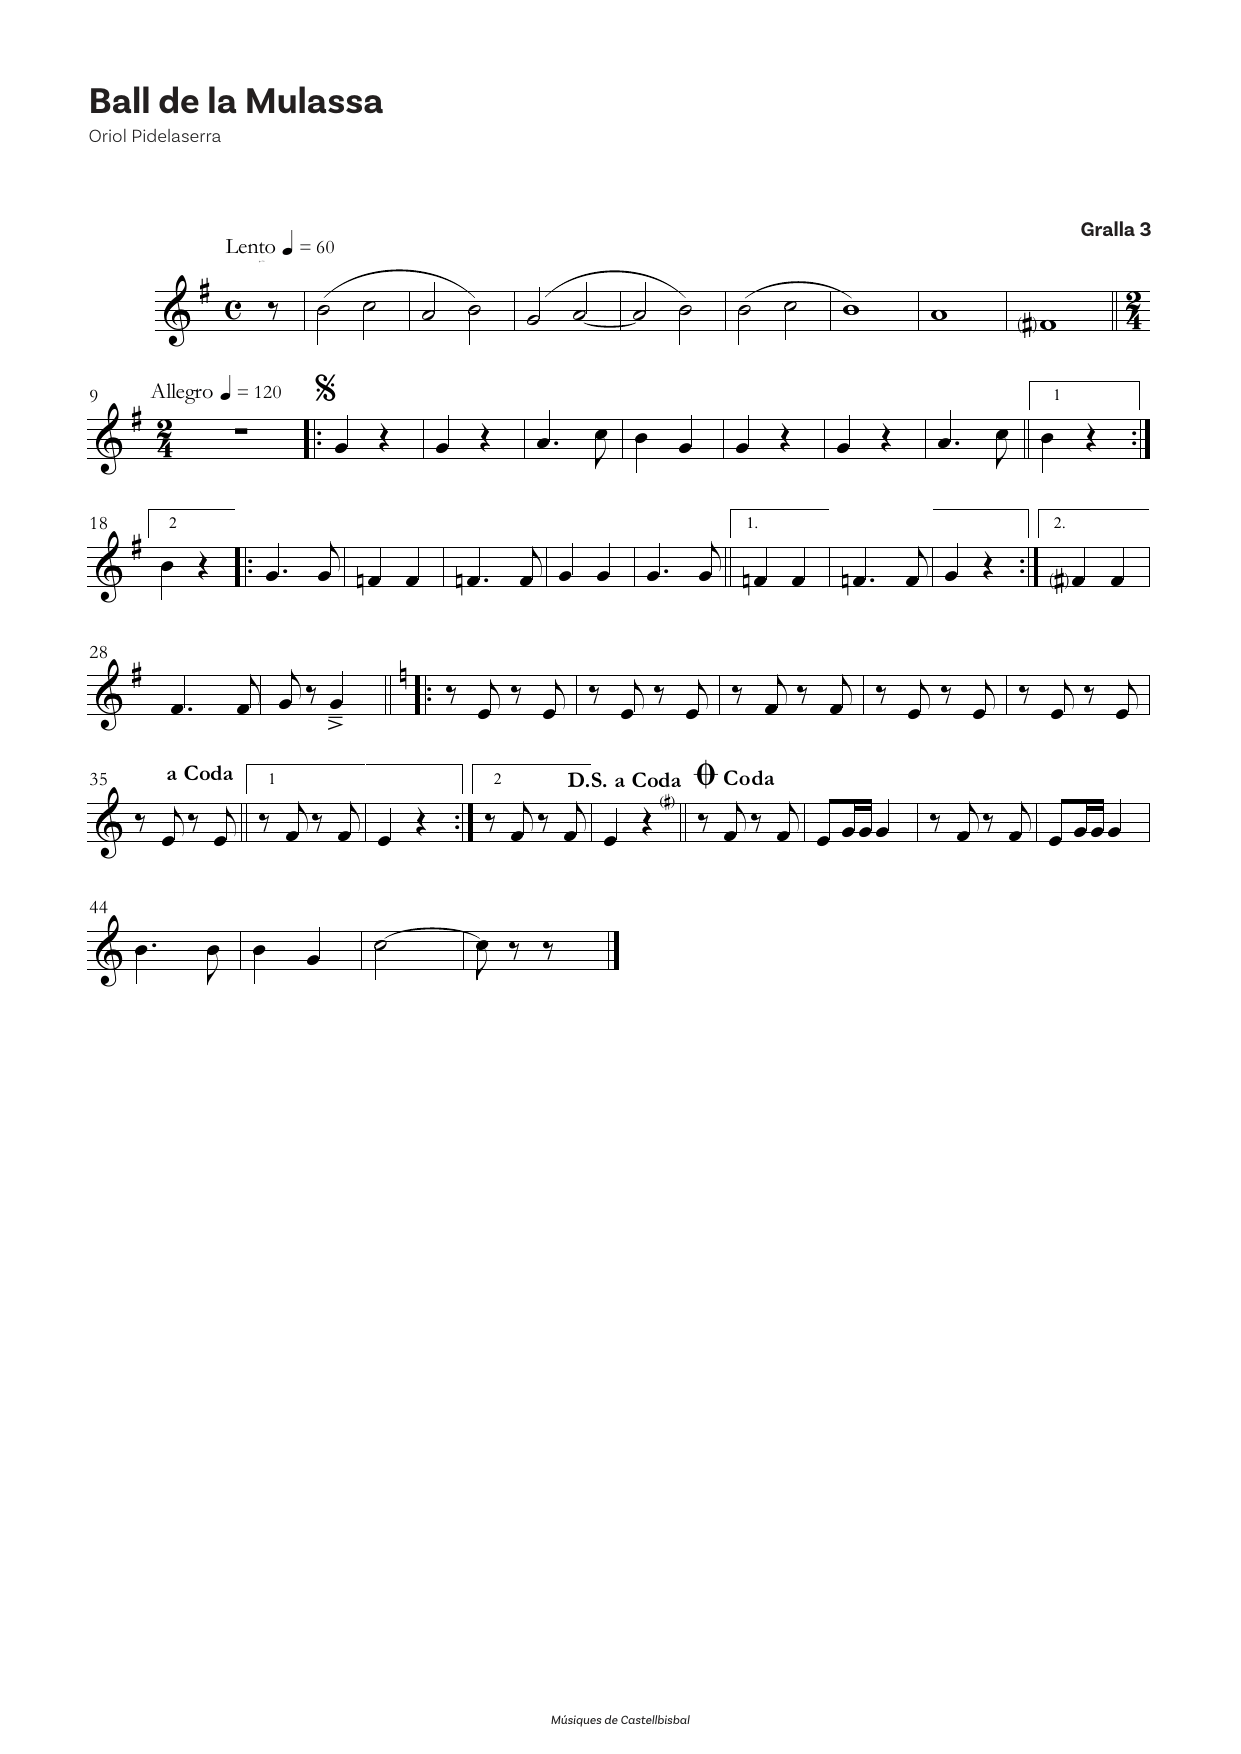 Ball de la Mulassa
Oriol Pidelaserra
Gralla 3
Lento ♩ = 60
9 Allegro ♩ = 120
1
18 2 1. 2.
28
35 a Coda 1 2 D.S. a Coda Coda
44
Músiques de Castellbisbal